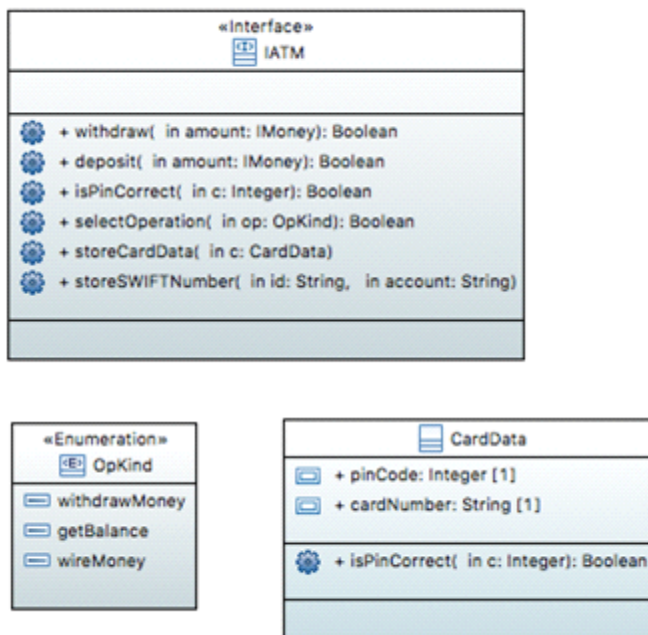 «Interface»
IATM
+ withdraw( in amount: IMoney): Boolean
+ deposit( in amount: IMoney): Boolean
+ isPinCorrect( in c: Integer): Boolean
+ selectOperation( in op: OpKind): Boolean
+ storeCardData( in c: CardData)
+ storeSWIFTNumber( in id: String, in account: String)
«Enumeration»
OpKind
withdrawMoney
getBalance
wireMoney
CardData
+ pinCode: Integer [1]
+ cardNumber: String [1]
+ isPinCorrect( in c: Integer): Boolean